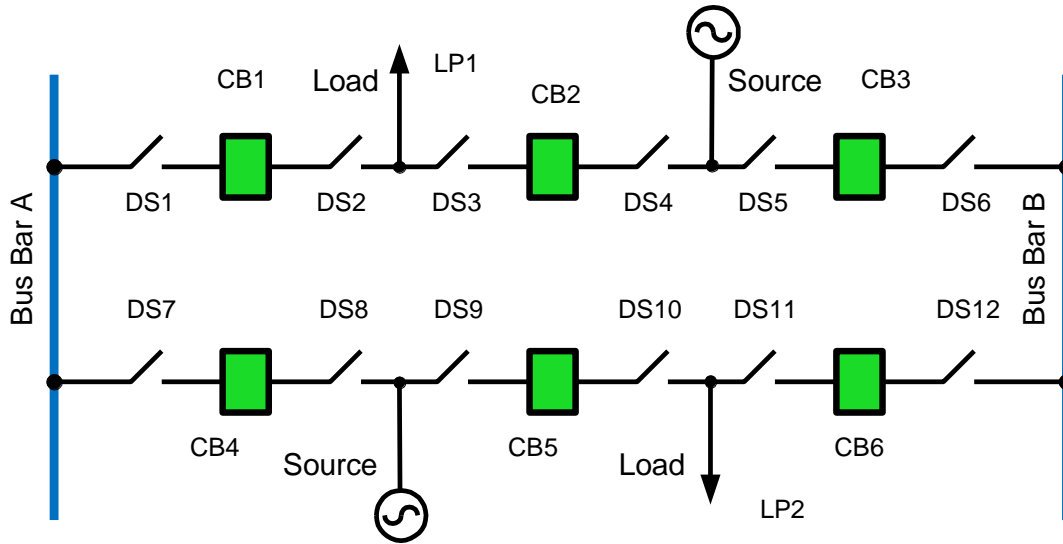 LP1
CB1
Load
CB2
Source
CB3
DS1
DS2
DS3
DS4
DS5
DS6
Bus Bar A
Bus Bar B
DS7
DS8
DS9
DS10
DS11
DS12
CB4
Source
CB5
Load
CB6
LP2